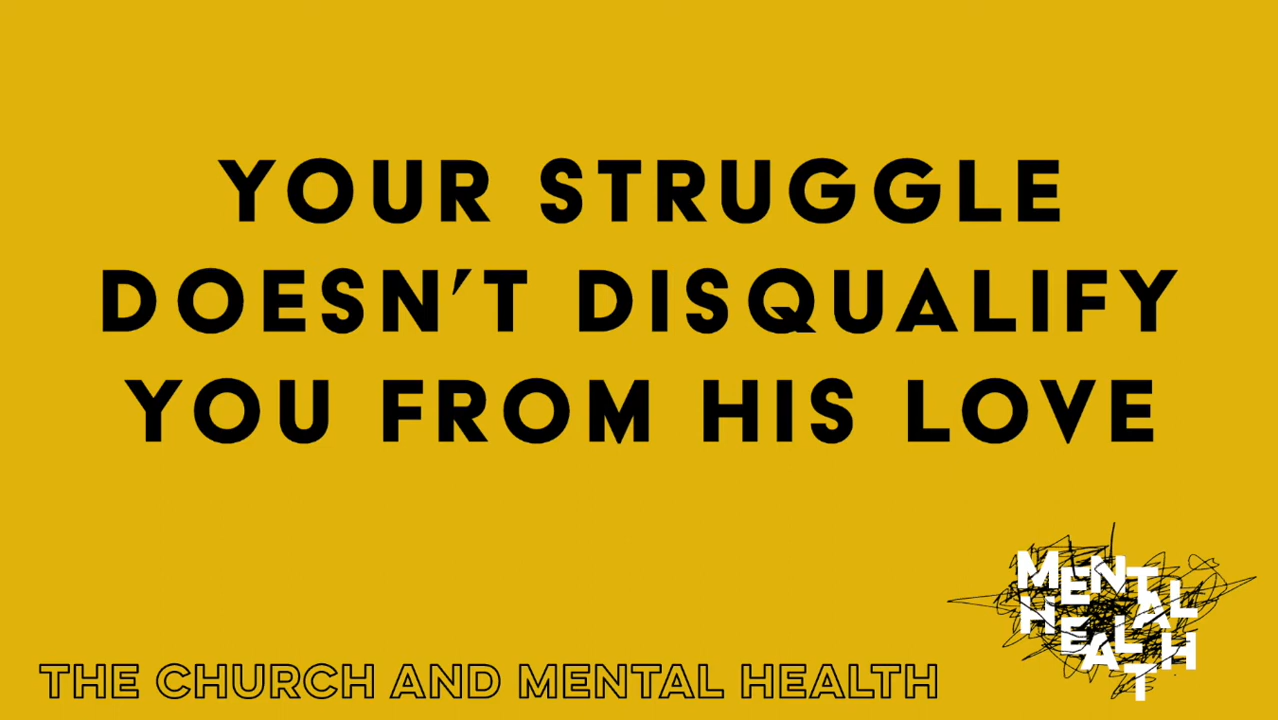 YOUR STRUGGLE
DOESN'T DISQUALIFY
YOU FROM HIS LOVE
MENTAL
HEALTH
THE CHURCH AND MENTAL HEALTH